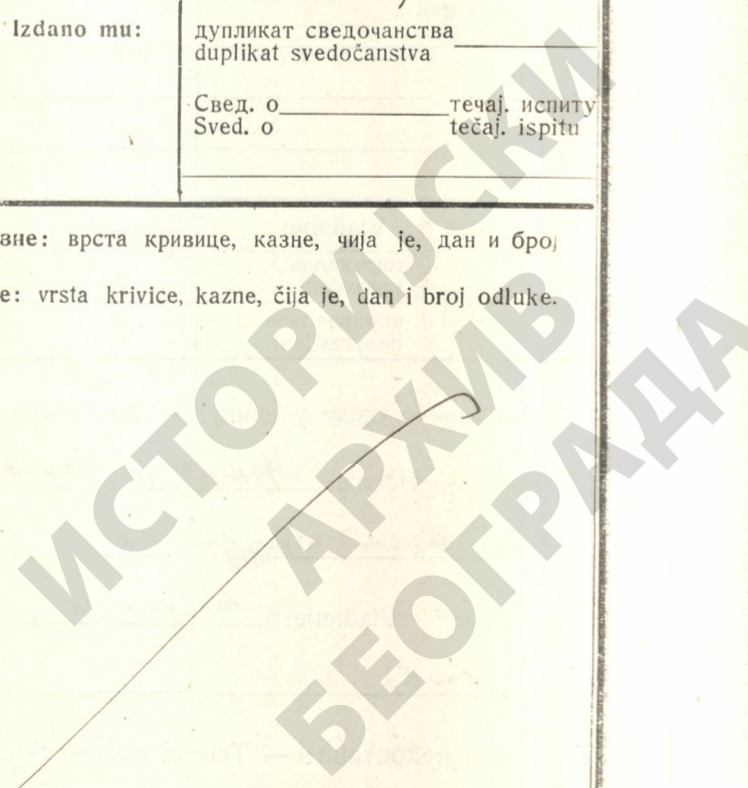 Izdano mu:
дупликат сведочанства
duplikat svedočanstva
Свед. о течај. испиту
Sved. o tečaj. ispitu
зне: врста кривице, казне, чија је, дан и број
e: vrsta krivice, kazne, čija je, dan i broj odluke.
ИСТОРИЈСКИ
АРХИВ
БЕОГРАДА